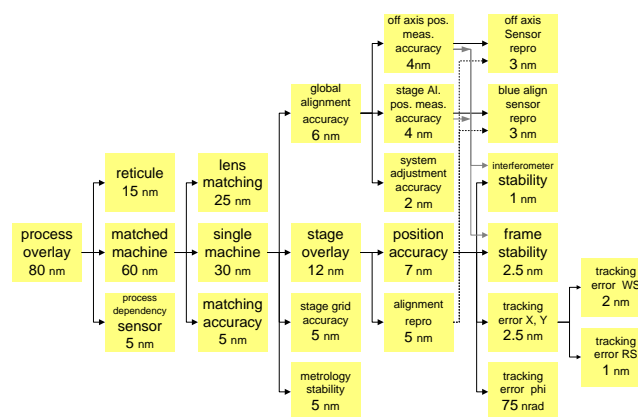 off axis pos.
meas.
accuracy
4nm
off axis
Sensor
repro
3 nm
global
alignment
accuracy
6 nm
stage Al.
pos. meas.
accuracy
4 nm
blue align
sensor
repro
3 nm
reticule
15 nm
lens
matching
25 nm
system
adjustment
accuracy
2 nm
interferometer
stability
1 nm
process
overlay
80 nm
matched
machine
60 nm
single
machine
30 nm
stage
overlay
12 nm
position
accuracy
7 nm
frame
stability
2.5 nm
tracking
error WS
2 nm
process
dependency
sensor
5 nm
matching
accuracy
5 nm
stage grid
accuracy
5 nm
alignment
repro
5 nm
tracking
error X, Y
2.5 nm
tracking
error RS
1 nm
metrology
stability
5 nm
tracking
error phi
75 nrad